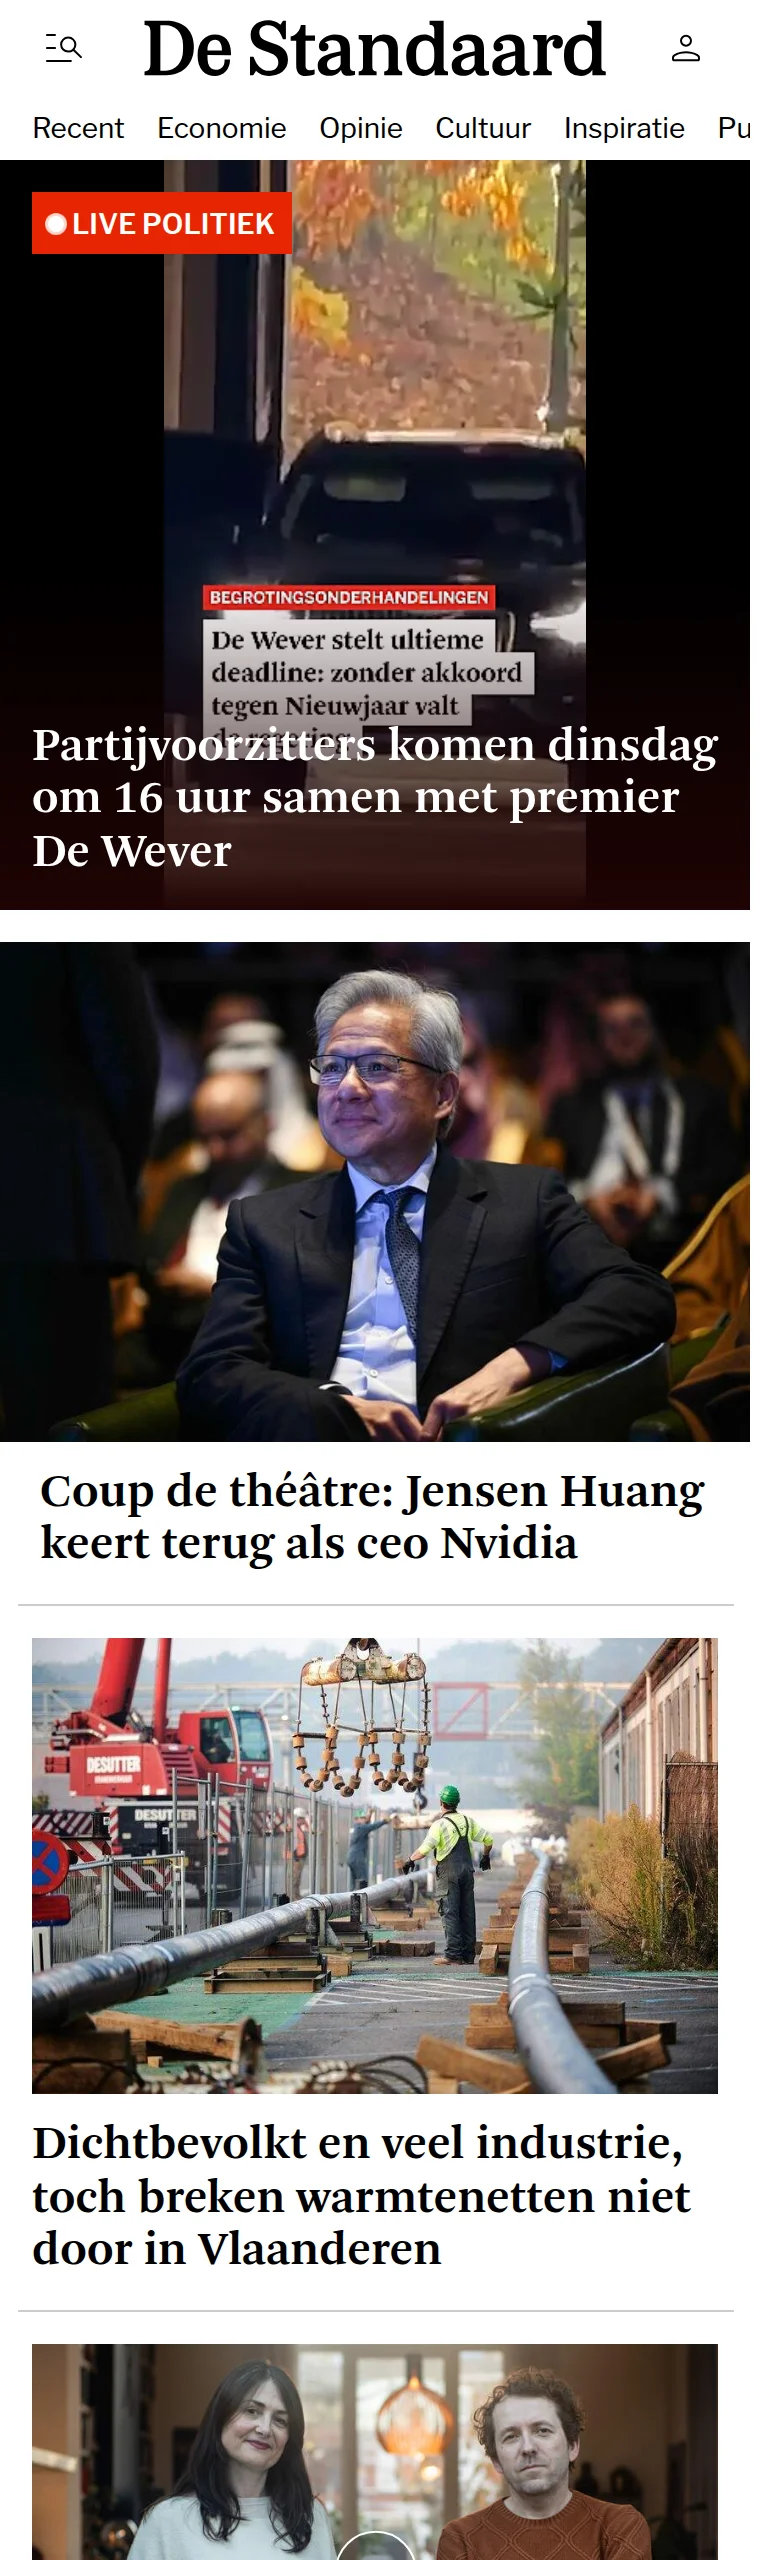 De Standaard
Recent Economie Opinie Cultuur Inspiratie Pu
LIVE POLITIEK
BEGROTINGSONDERHANDELINGEN
De Wever stelt ultieme
deadline: zonder akkoord
tegen Nieuwjaar valt
Partijvoorzitters komen dinsdag
om 16 uur samen met premier
De Wever
Coup de théâtre: Jensen Huang
keert terug als ceo Nvidia
DESUTTER
DESUTTER
Dichtbevolkt en veel industrie,
toch breken warmtenetten niet
door in Vlaanderen